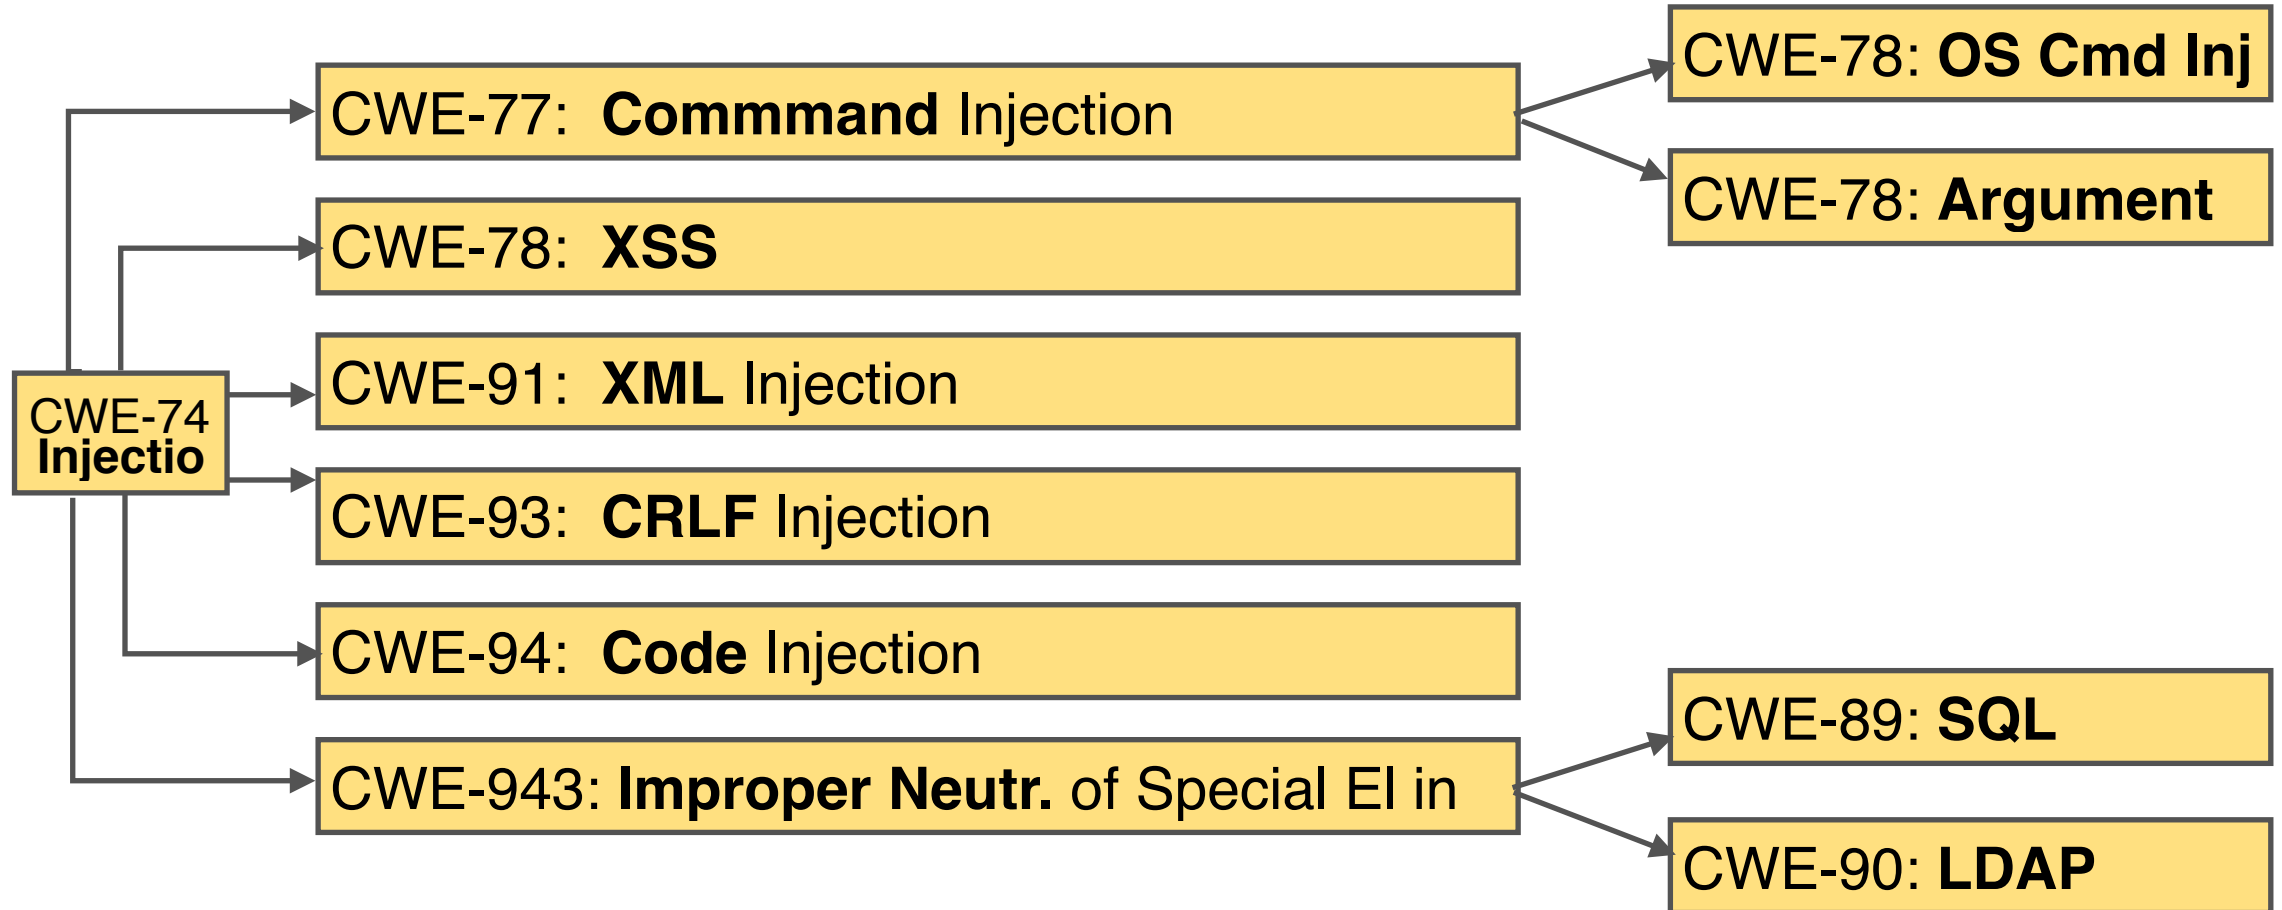 CWE-78: OS Cmd Inj
CWE-77: Commmand Injection
CWE-78: Argument
CWE-78: XSS
CWE-91: XML Injection
CWE-74
Injectio
CWE-93: CRLF Injection
CWE-94: Code Injection
CWE-89: SQL
CWE-943: Improper Neutr. of Special El in
CWE-90: LDAP